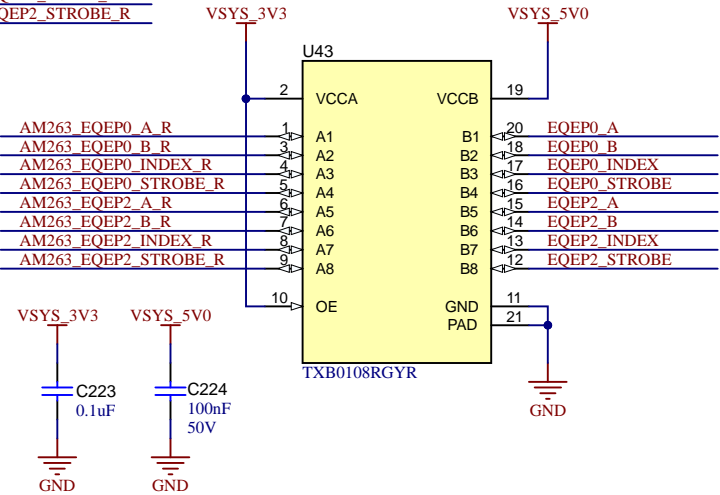 QEP2_STROBE_R
VSYS_3V3
VSYS_5V0
U43
2 VCCA VCCB 19
AM263_EQEP0_A_R 1 A1 B1 20 EQEP0_A
AM263_EQEP0_B_R 3 A2 B2 18 EQEP0_B
AM263_EQEP0_INDEX_R 4 A3 B3 17 EQEP0_INDEX
AM263_EQEP0_STROBE_R 5 A4 B4 16 EQEP0_STROBE
AM263_EQEP2_A_R 6 A5 B5 15 EQEP2_A
AM263_EQEP2_B_R 7 A6 B6 14 EQEP2_B
AM263_EQEP2_INDEX_R 8 A7 B7 13 EQEP2_INDEX
AM263_EQEP2_STROBE_R 9 A8 B8 12 EQEP2_STROBE
10 OE GND 11
PAD 21
TXB0108RGYR
GND
VSYS_3V3
C223
0.1uF
GND
VSYS_5V0
C224
100nF
50V
GND